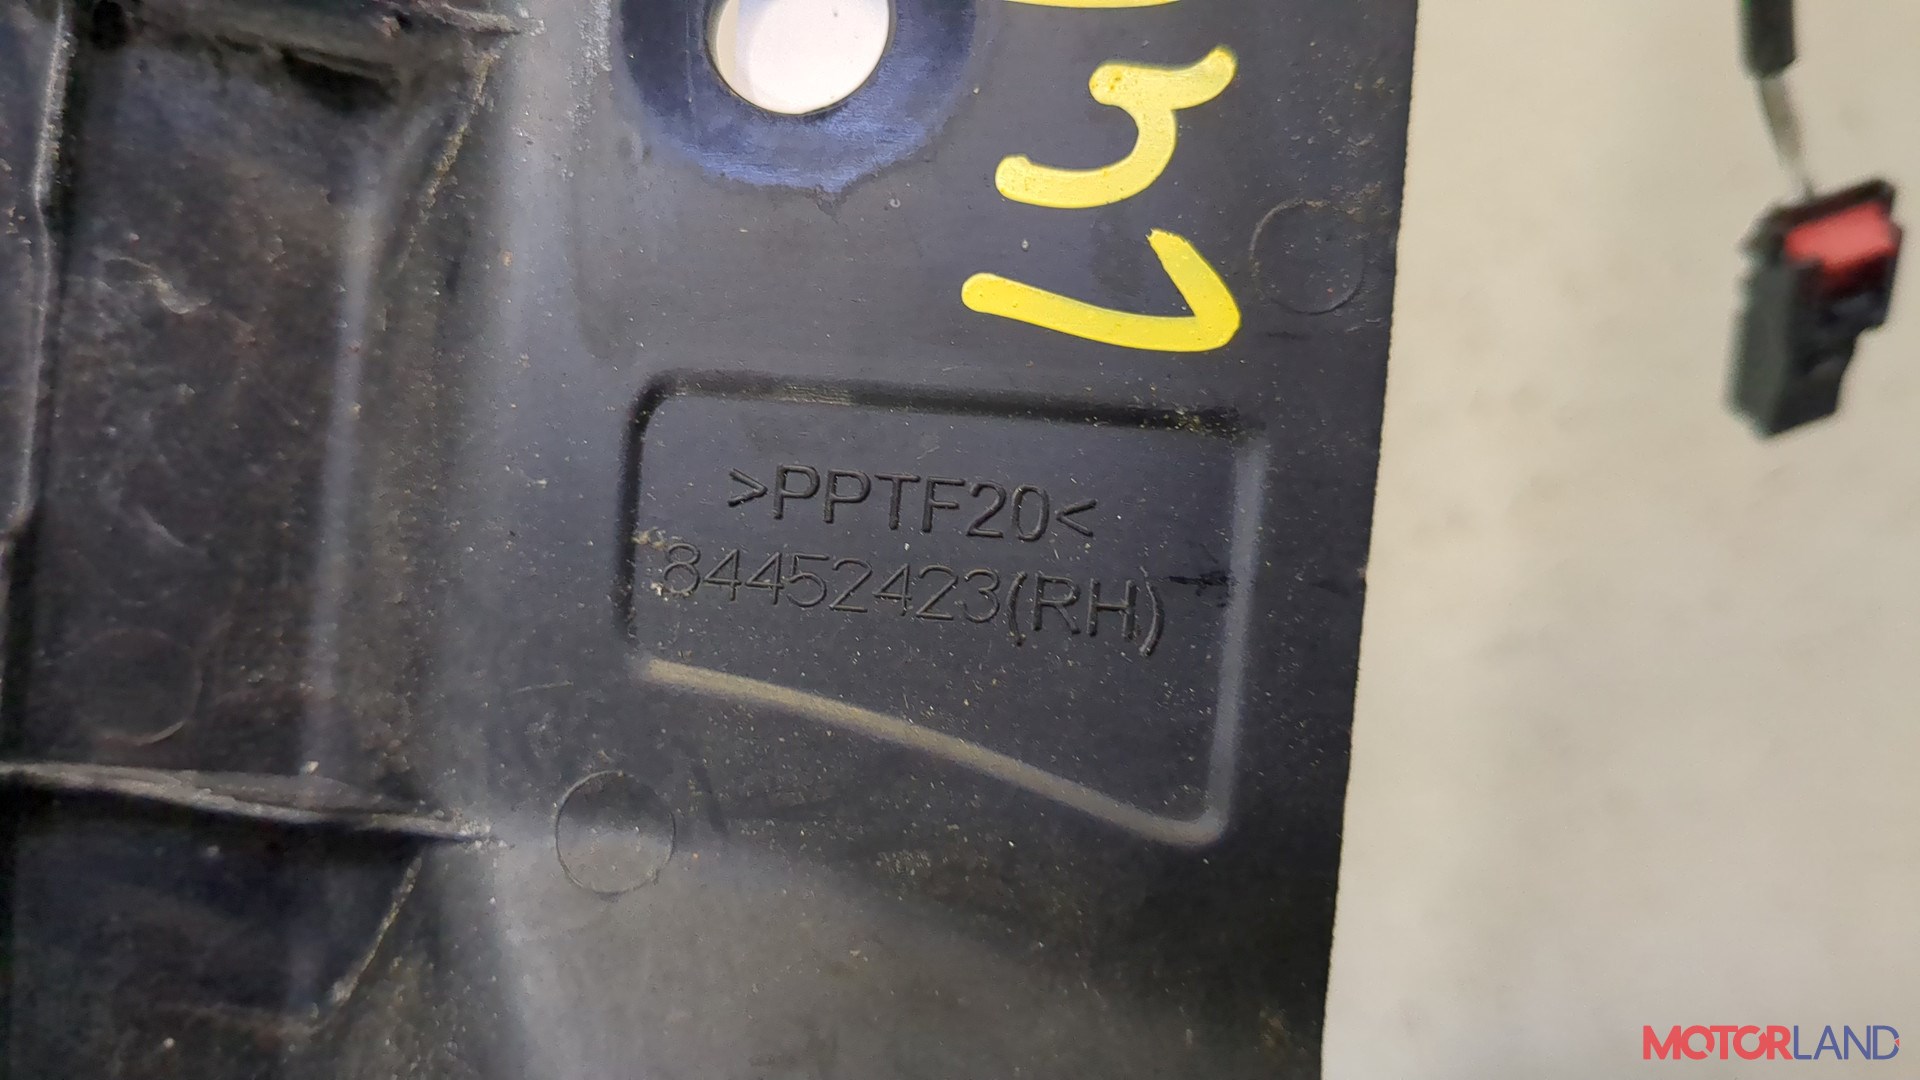 >PPTF20<
84452423(RH)
MOTORLAND